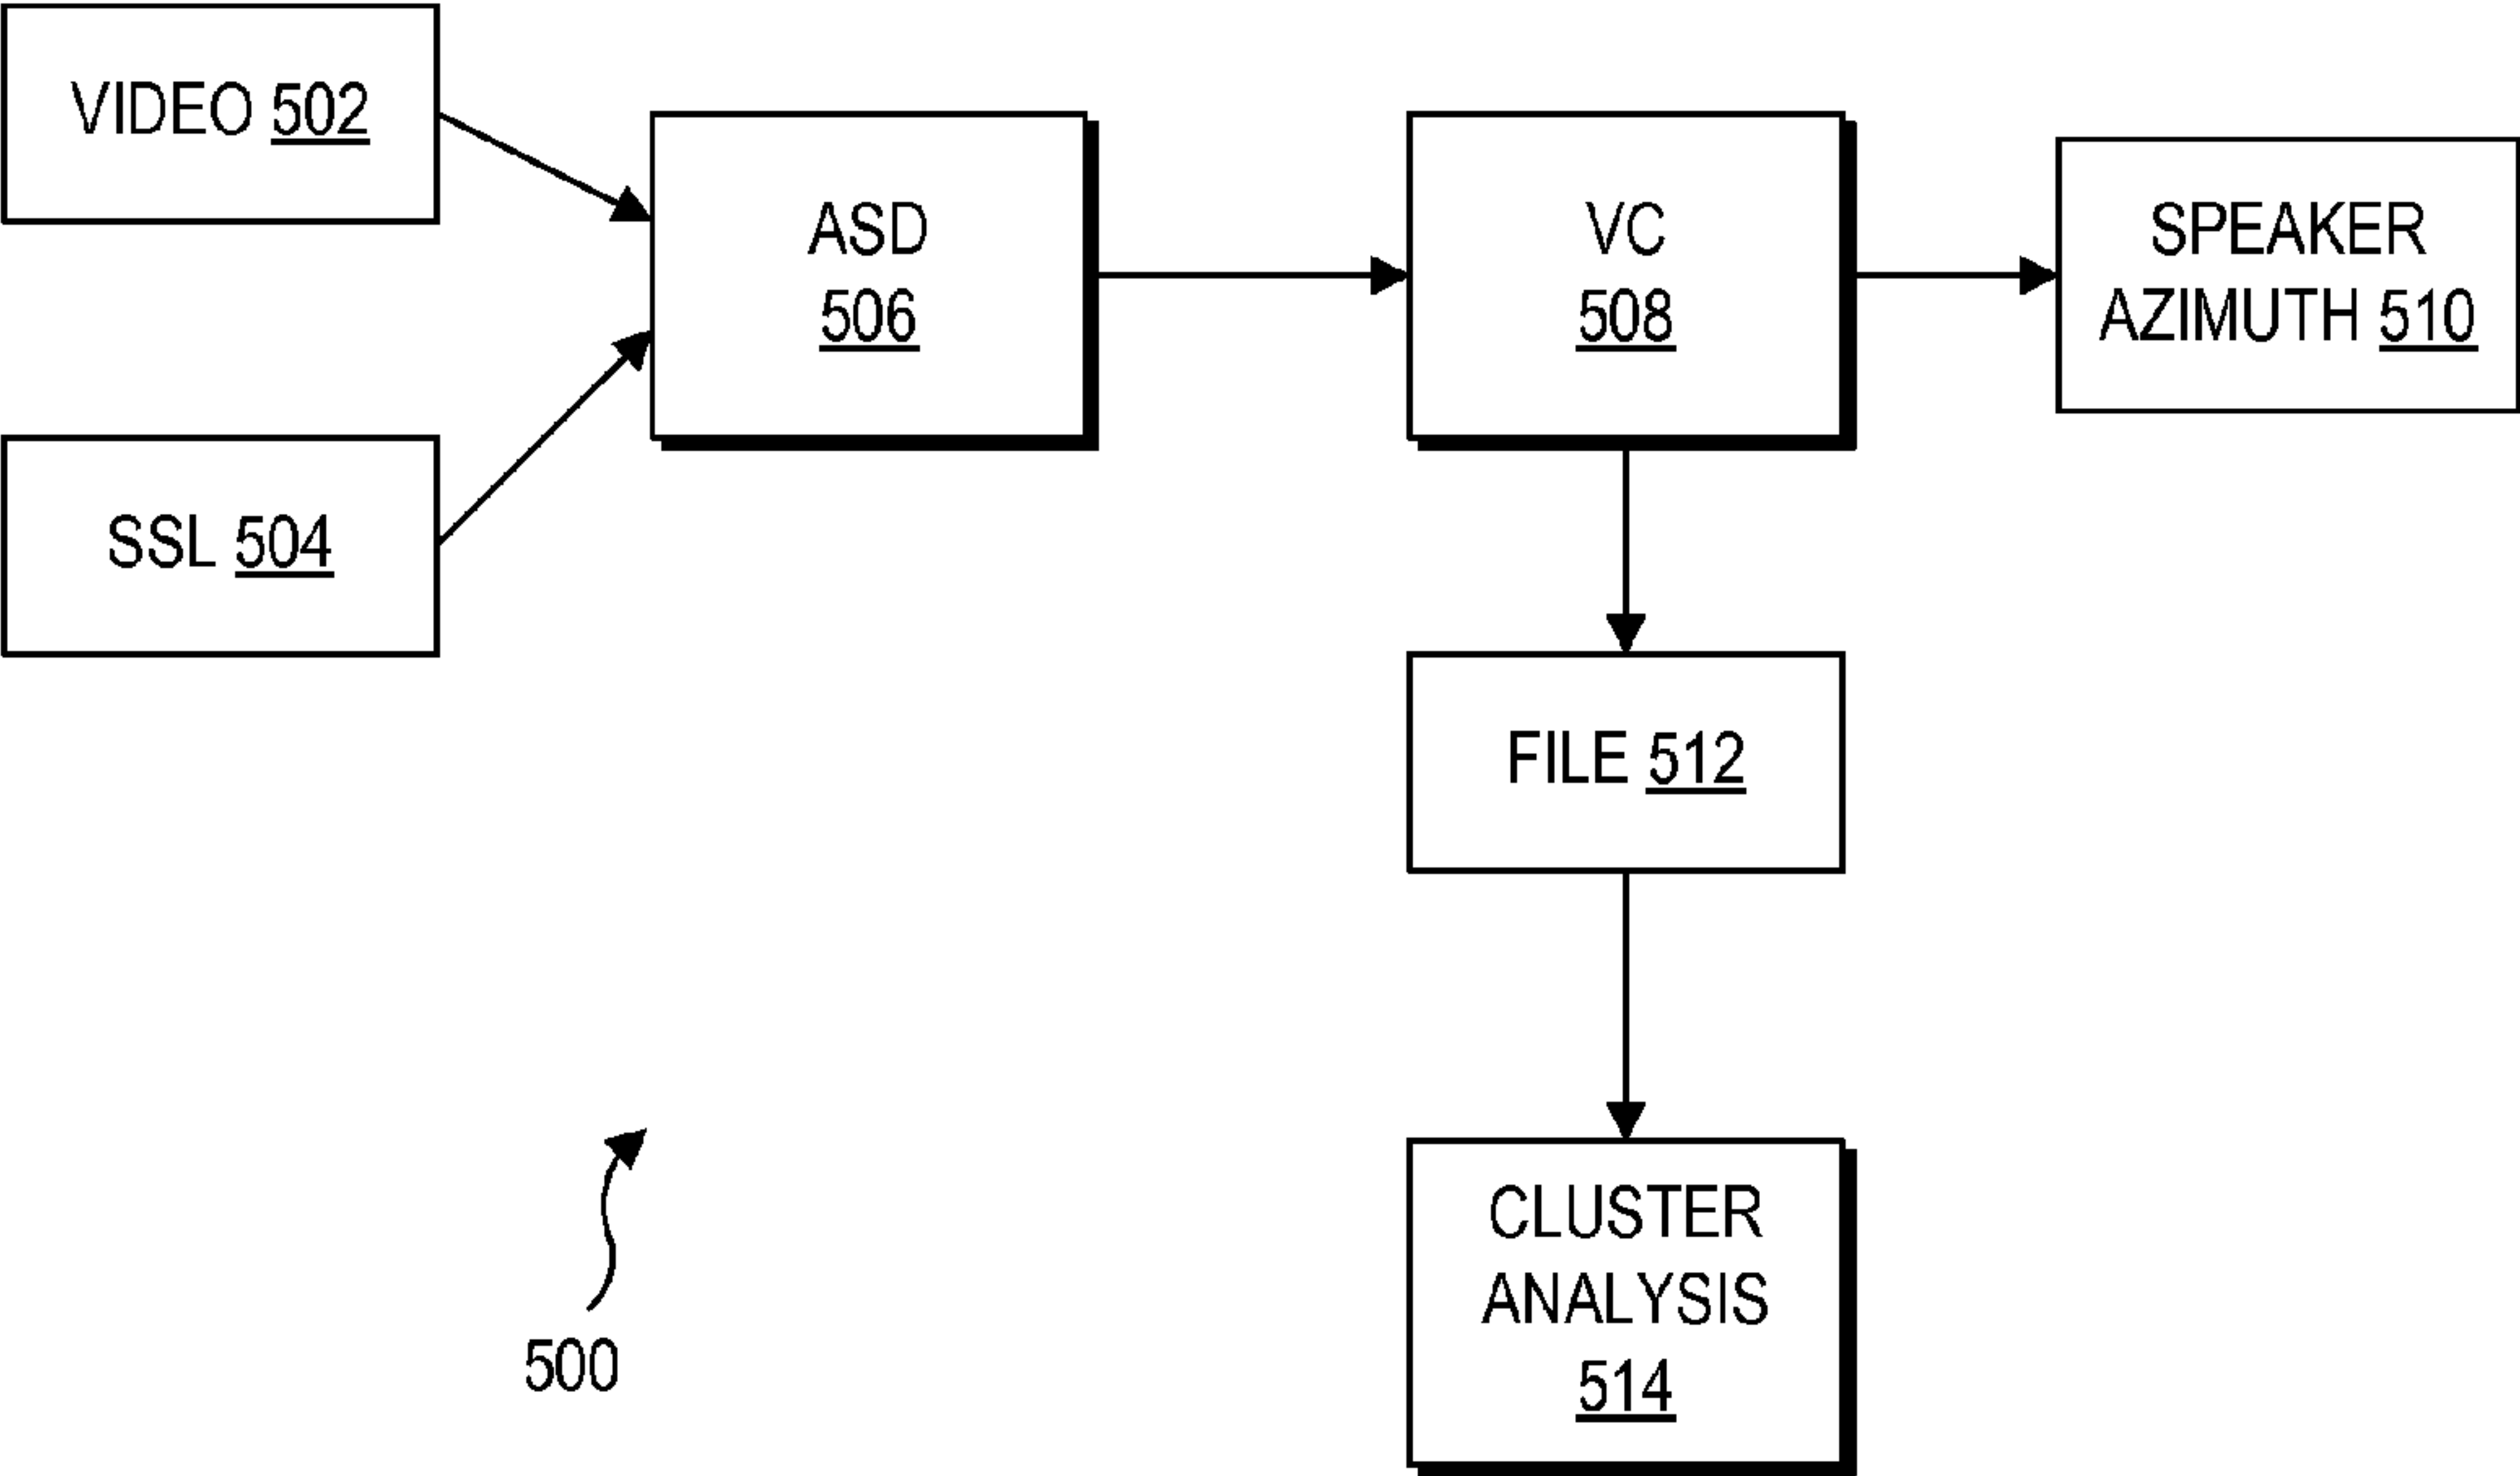 VIDEO 502
ASD
506
VC
508
SPEAKER
AZIMUTH 510
SSL 504
FILE 512
CLUSTER
ANALYSIS
514
500